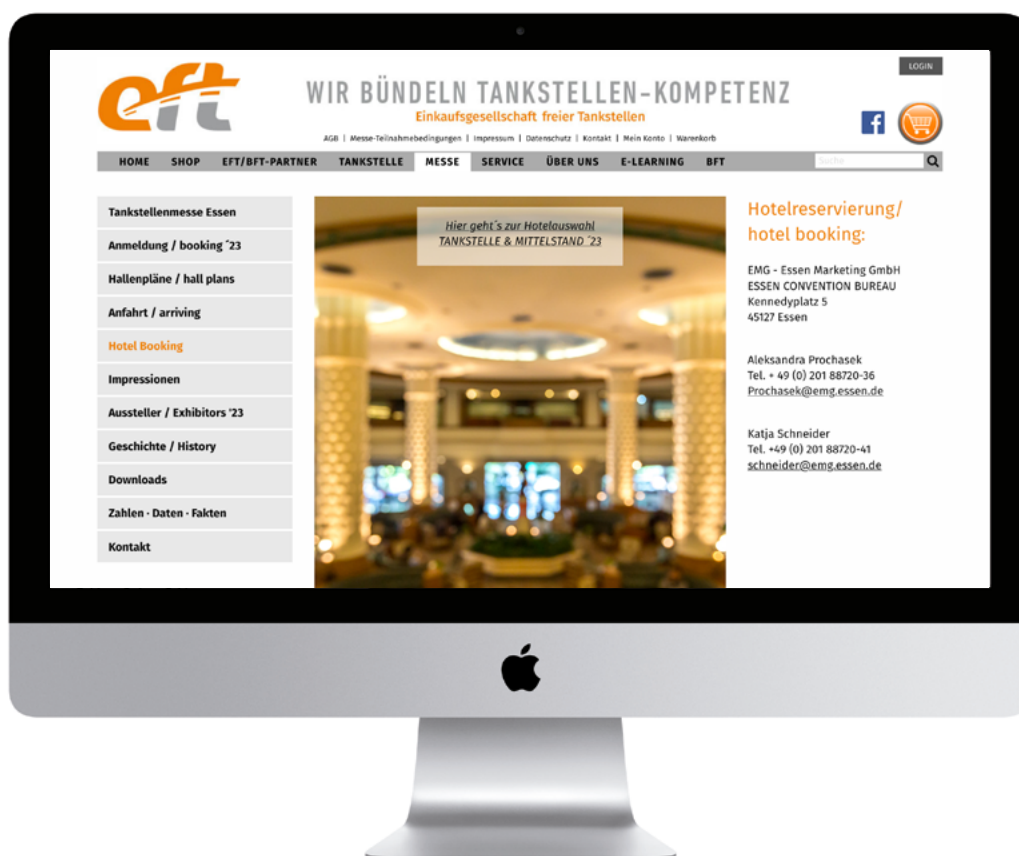 LOGIN
eft
WIR BÜNDELN TANKSTELLEN-KOMPETENZ
Einkaufsgesellschaft freier Tankstellen
AGB | Messe-Teilnahmebedingungen | Impressum | Datenschutz | Kontakt | Mein Konto | Warenkorb
f
HOME SHOP EFT/BFT-PARTNER TANKSTELLE MESSE SERVICE ÜBER UNS E-LEARNING BFT Suche
Tankstellenmesse Essen
Anmeldung / booking ´23
Hallenpläne / hall plans
Anfahrt / arriving
Hotel Booking
Impressionen
Aussteller / Exhibitors '23
Geschichte / History
Downloads
Zahlen · Daten · Fakten
Kontakt
Hier geht´s zur Hotelauswahl
TANKSTELLE & MITTELSTAND ´23
Hotelreservierung/
hotel booking:
EMG - Essen Marketing GmbH
ESSEN CONVENTION BUREAU
Kennedyplatz 5
45127 Essen
Aleksandra Prochasek
Tel. + 49 (0) 201 88720-36
Prochasek@emg.essen.de
Katja Schneider
Tel. +49 (0) 201 88720-41
schneider@emg.essen.de